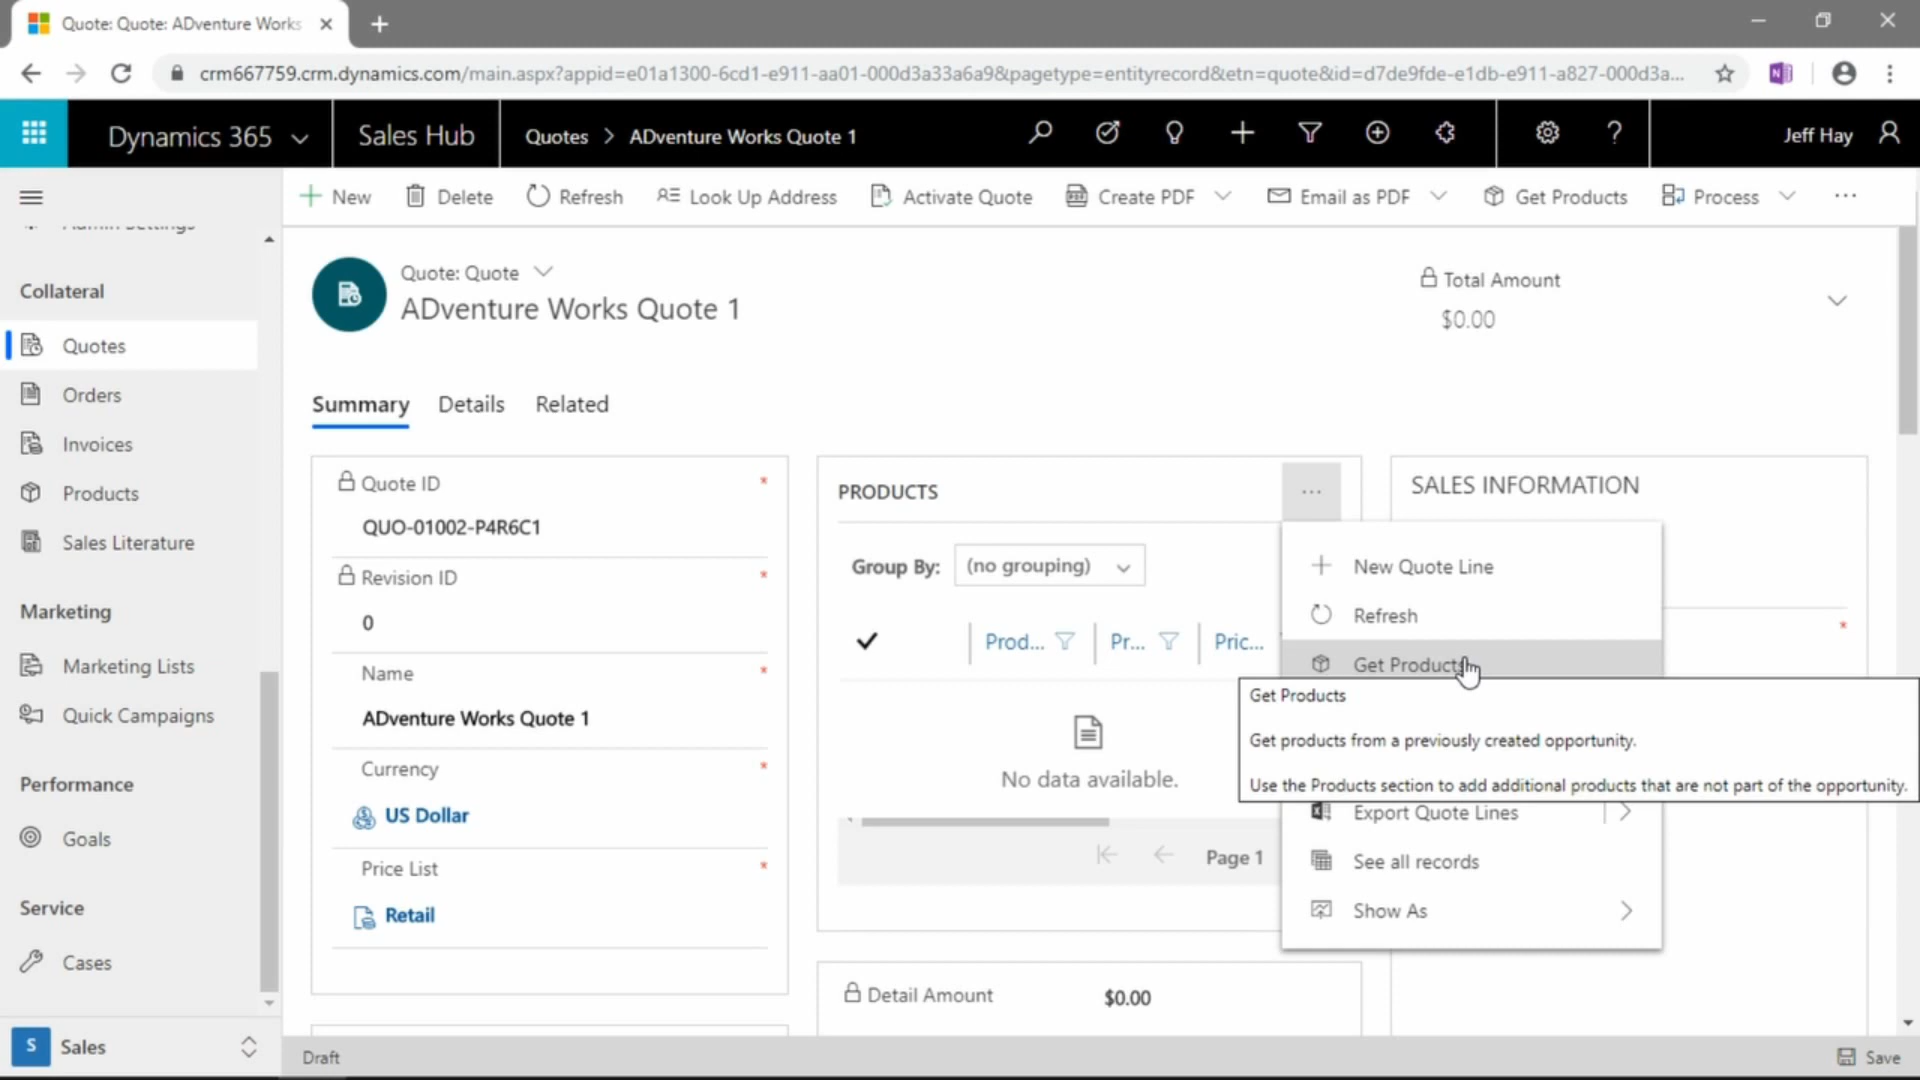 Quote: Quote: ADventure Works
crm667759.crm.dynamics.com/main.aspx?appid=e01a1300-6cd1-e911-aa01-000d3a33a6a9&pagetype=entityrecord&etn=quote&id=d7de9fde-e1db-e911-a827-000d3a...
Dynamics 365
Sales Hub
Quotes > ADventure Works Quote 1
Jeff Hay
New
Delete
Refresh
Look Up Address
Activate Quote
Create PDF
Email as PDF
Get Products
Process
Admin Settings
Collateral
Quotes
Orders
Invoices
Products
Sales Literature
Marketing
Marketing Lists
Quick Campaigns
Performance
Goals
Service
Cases
S Sales
Quote: Quote
ADventure Works Quote 1
Total Amount
$0.00
Summary
Details
Related
Quote ID *
QUO-01002-P4R6C1
Revision ID *
0
Name *
ADventure Works Quote 1
Currency *
US Dollar
Price List *
Retail
PRODUCTS
...
Group By: (no grouping)
Prod...
Pr...
Pric...
No data available.
Page 1
Detail Amount $0.00
SALES INFORMATION
*
New Quote Line
Refresh
Get Products
Get Products
Get products from a previously created opportunity.
Use the Products section to add additional products that are not part of the opportunity.
Export Quote Lines
See all records
Show As
Draft
Save